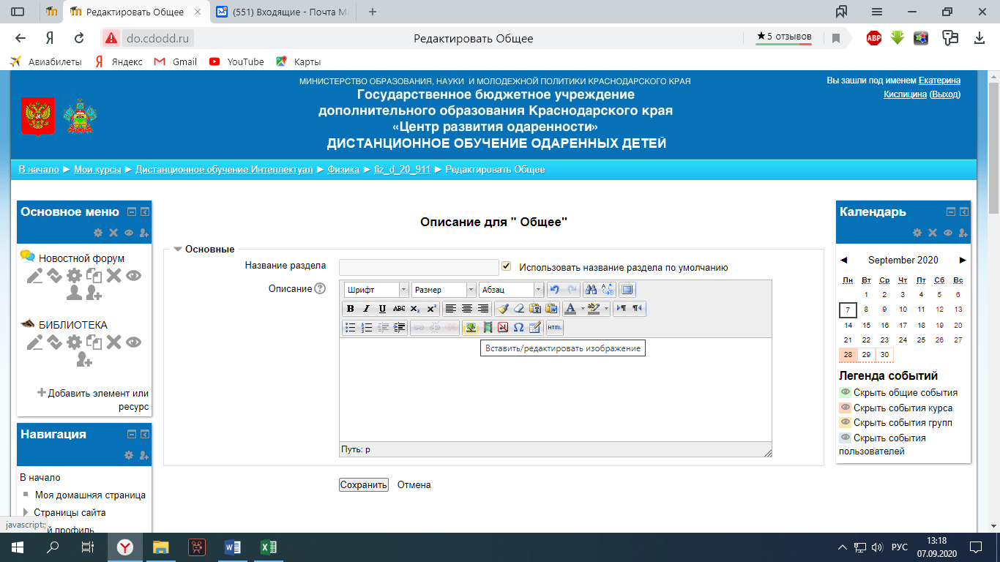 Редактировать Общее
(551) Входящие - Почта М
do.cdodd.ru
Редактировать Общее
★5 отзывов
ABP
Авиабилеты
Яндекс
Gmail
YouTube
Карты
МИНИСТЕРСТВО ОБРАЗОВАНИЯ, НАУКИ И МОЛОДЕЖНОЙ ПОЛИТИКИ КРАСНОДАРСКОГО КРАЯ
Государственное бюджетное учреждение
дополнительного образования Краснодарского края
«Центр развития одаренности»
ДИСТАНЦИОННОЕ ОБУЧЕНИЕ ОДАРЕННЫХ ДЕТЕЙ
Вы зашли под именем Екатерина
Кислицина (Выход)
В начало ► Мои курсы ► Дистанционное обучение Интеллектуал ► Физика ► fiz_d_20_911 ► Редактировать Общее
Основное меню
Новостной форум
БИБЛИОТЕКА
Добавить элемент или
ресурс
Навигация
В начало
Моя домашняя страница
Страницы сайта
й профиль
javascript:;
Описание для " Общее"
Основные
Название раздела
Использовать название раздела по умолчанию
Описание
Шрифт
Размер
Абзац
HTML
Вставить/редактировать изображение
Путь: p
Сохранить
Отмена
Календарь
◄ September 2020 ►
Пн Вт Ср Чт Пт Сб Вс
1 2 3 4 5 6
7 8 9 10 11 12 13
14 15 16 17 18 19 20
21 22 23 24 25 26 27
28 29 30
Легенда событий
Скрыть общие события
Скрыть события курса
Скрыть события групп
Скрыть события
пользователей
РУС
13:18
07.09.2020